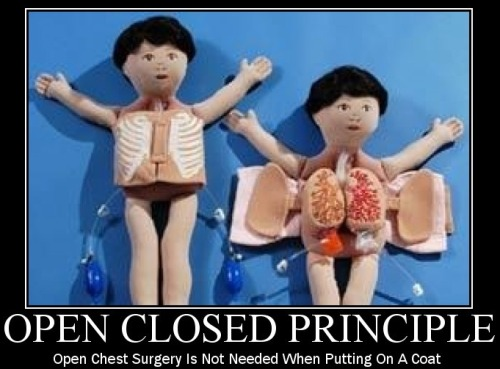 OPEN CLOSED PRINCIPLE
Open Chest Surgery Is Not Needed When Putting On A Coat